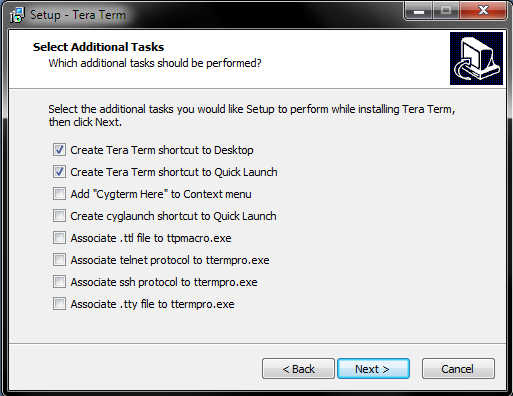 Setup - Tera Term
Select Additional Tasks
Which additional tasks should be performed?
Select the additional tasks you would like Setup to perform while installing Tera Term,
then click Next.
Create Tera Term shortcut to Desktop
Create Tera Term shortcut to Quick Launch
Add "Cygterm Here" to Context menu
Create cyglaunch shortcut to Quick Launch
Associate .ttl file to ttpmacro.exe
Associate telnet protocol to ttermpro.exe
Associate ssh protocol to ttermpro.exe
Associate .tty file to ttermpro.exe
< Back Next > Cancel